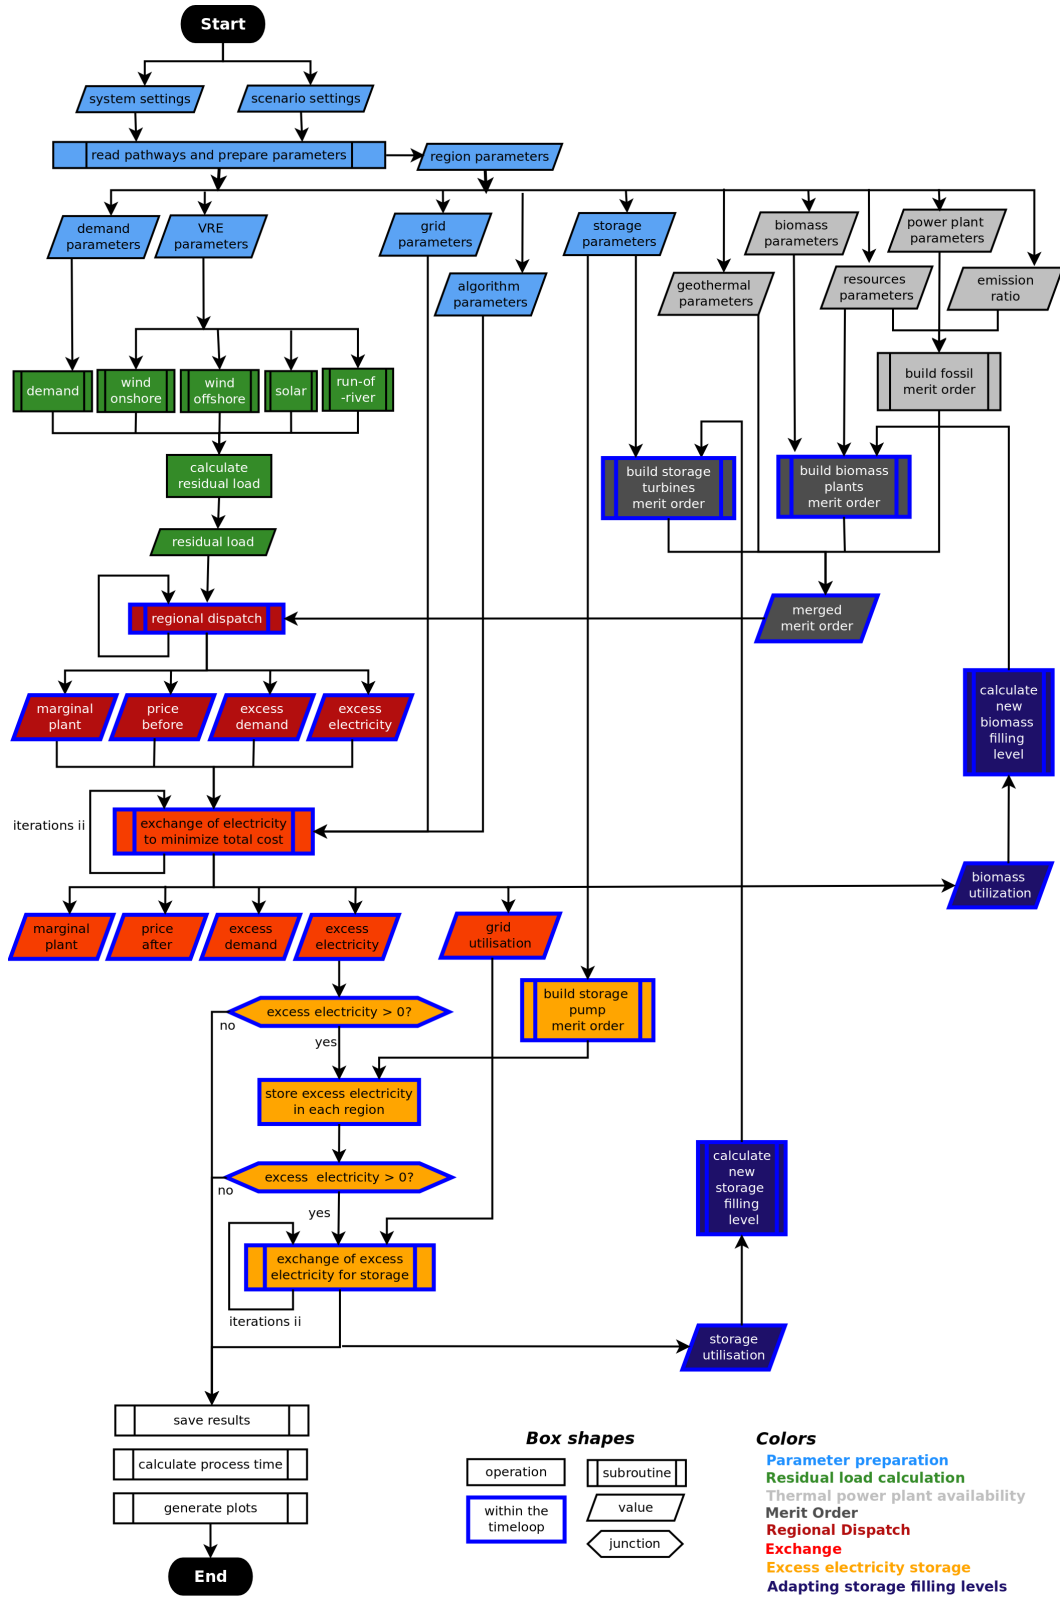 Start
system settings
scenario settings
read pathways and prepare parameters
region parameters
demand
parameters
VRE
parameters
grid
parameters
algorithm
parameters
storage
parameters
geothermal
parameters
biomass
parameters
resources
parameters
power plant
parameters
emission
ratio
demand
wind
onshore
wind
offshore
solar
run-of
-river
build fossil
merit order
calculate
residual load
build storage
turbines
merit order
build biomass
plants
merit order
residual load
regional dispatch
merged
merit order
marginal
plant
price
before
excess
demand
excess
electricity
calculate
new
biomass
filling
level
iterations ii
exchange of electricity
to minimize total cost
biomass
utilization
marginal
plant
price
after
excess
demand
excess
electricity
grid
utilisation
excess electricity > 0?
no
yes
build storage
pump
merit order
store excess electricity
in each region
excess  electricity > 0?
no
yes
calculate
new
storage
filling
level
exchange of excess
electricity for storage
iterations ii
storage
utilisation
save results
calculate process time
generate plots
End
Box shapes
operation
subroutine
within the
timeloop
value
junction
Colors
Parameter preparation
Residual load calculation
Thermal power plant availability
Merit Order
Regional Dispatch
Exchange
Excess electricity storage
Adapting storage filling levels